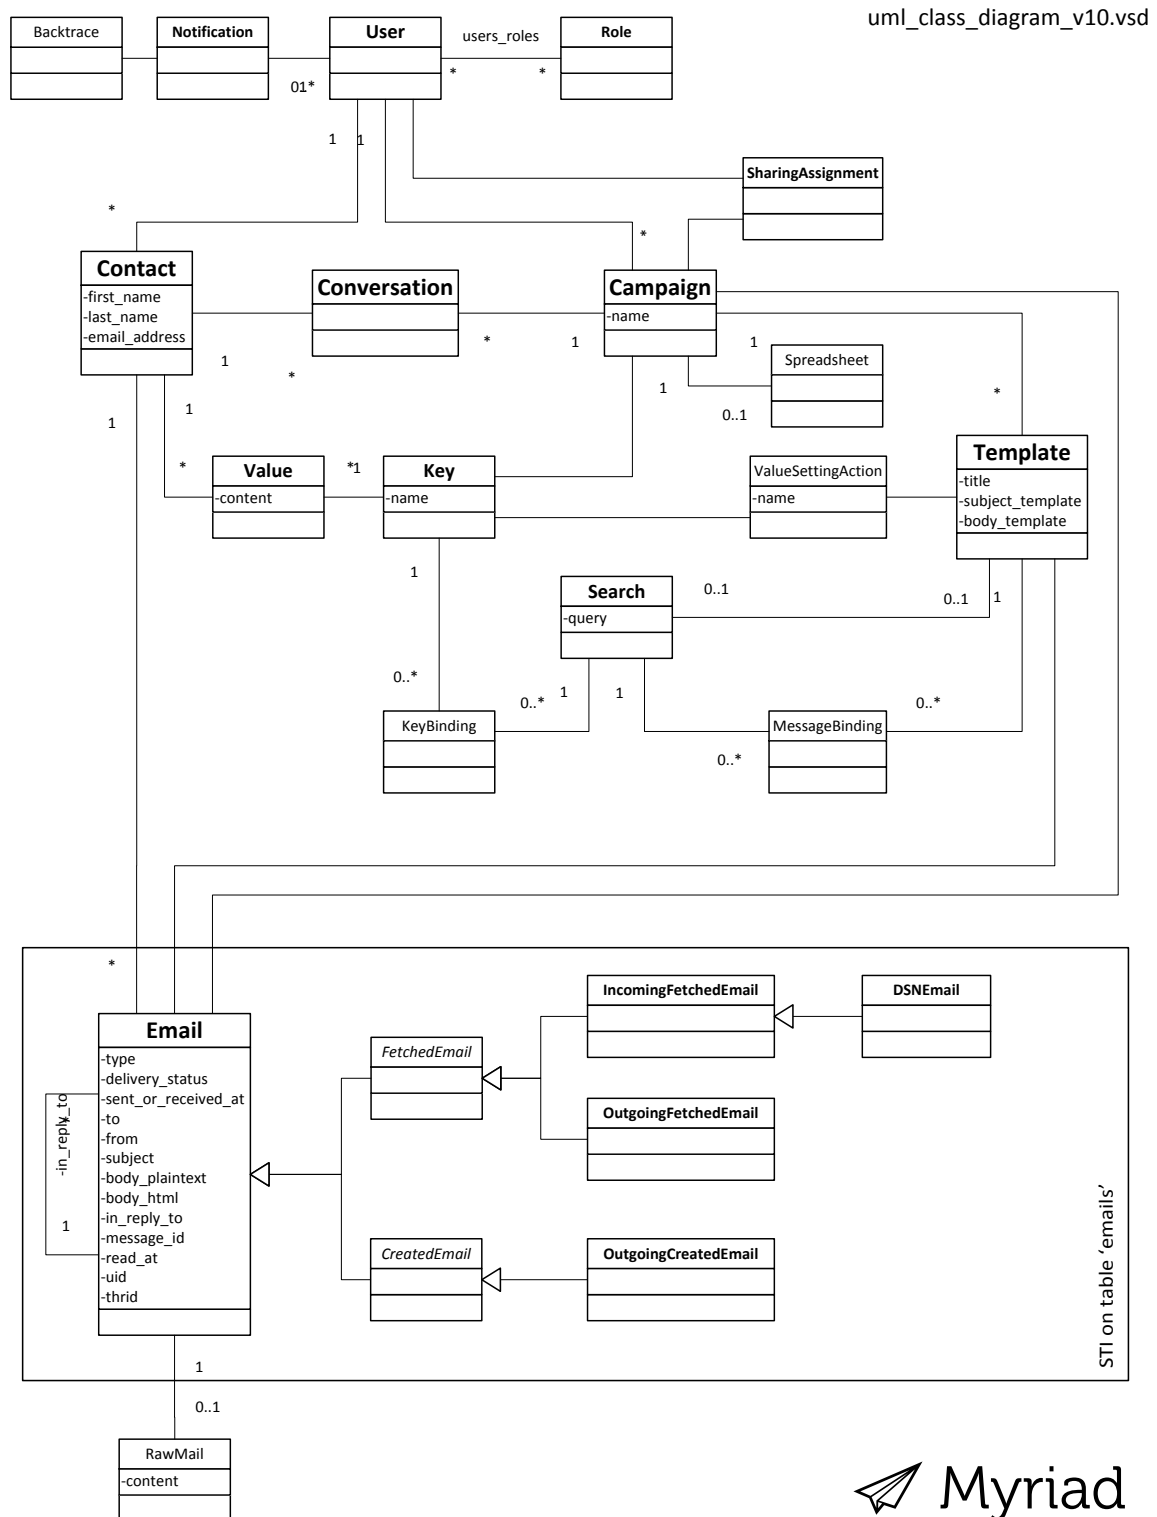 uml_class_diagram_v10.vsd
Backtrace
Notification
User
users_roles
Role
01*
*
*
1
1
SharingAssignment
*
*
Contact
-first_name
-last_name
-email_address
Conversation
Campaign
-name
1
*
*
1
1
Spreadsheet
1
0..1
*
1
1
Template
-title
-subject_template
-body_template
*
Value
-content
*1
Key
-name
ValueSettingAction
-name
1
Search
-query
0..1
0..1
1
0..*
KeyBinding
0..*
1
1
0..*
MessageBinding
0..*
*
Email
-type
-delivery_status
-sent_or_received_at
-to
-from
-subject
-body_plaintext
-body_html
-in_reply_to
-message_id
-read_at
-uid
-thrid
-in_reply_to
*
1
FetchedEmail
IncomingFetchedEmail
DSNEmail
OutgoingFetchedEmail
CreatedEmail
OutgoingCreatedEmail
STI on table ‘emails’
1
0..1
RawMail
-content
Myriad